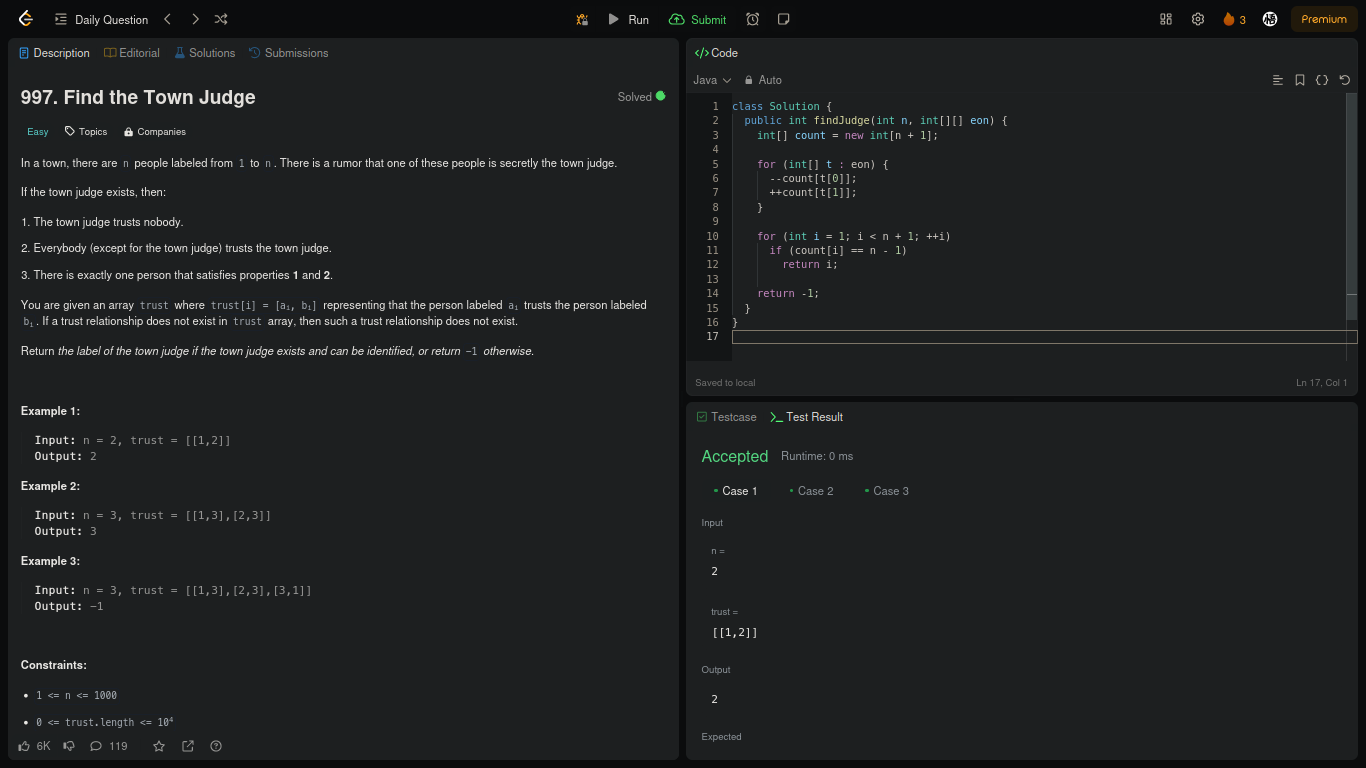 Daily Question
Run
Submit
3
Premium
Description
Editorial
Solutions
Submissions
997. Find the Town Judge
Solved
Easy
Topics
Companies
In a town, there are n people labeled from 1 to n. There is a rumor that one of these people is secretly the town judge.
If the town judge exists, then:
1. The town judge trusts nobody.
2. Everybody (except for the town judge) trusts the town judge.
3. There is exactly one person that satisfies properties 1 and 2.
You are given an array trust where trust[i] = [aᵢ, bᵢ] representing that the person labeled aᵢ trusts the person labeled
bᵢ. If a trust relationship does not exist in trust array, then such a trust relationship does not exist.
Return the label of the town judge if the town judge exists and can be identified, or return −1 otherwise.
Example 1:
Input: n = 2, trust = [[1,2]]
Output: 2
Example 2:
Input: n = 3, trust = [[1,3],[2,3]]
Output: 3
Example 3:
Input: n = 3, trust = [[1,3],[2,3],[3,1]]
Output: −1
Constraints:
• 1 <= n <= 1000
• 0 <= trust.length <= 10⁴
6K
119
</>Code
Java
Auto
1 class Solution {
2   public int findJudge(int n, int[][] eon) {
3     int[] count = new int[n + 1];
4
5     for (int[] t : eon) {
6       --count[t[0]];
7       ++count[t[1]];
8     }
9
10     for (int i = 1; i < n + 1; ++i)
11       if (count[i] == n - 1)
12         return i;
13
14     return -1;
15   }
16 }
17
Saved to local
Ln 17, Col 1
Testcase
Test Result
Accepted
Runtime: 0 ms
• Case 1
• Case 2
• Case 3
Input
n =
2
trust =
[[1,2]]
Output
2
Expected